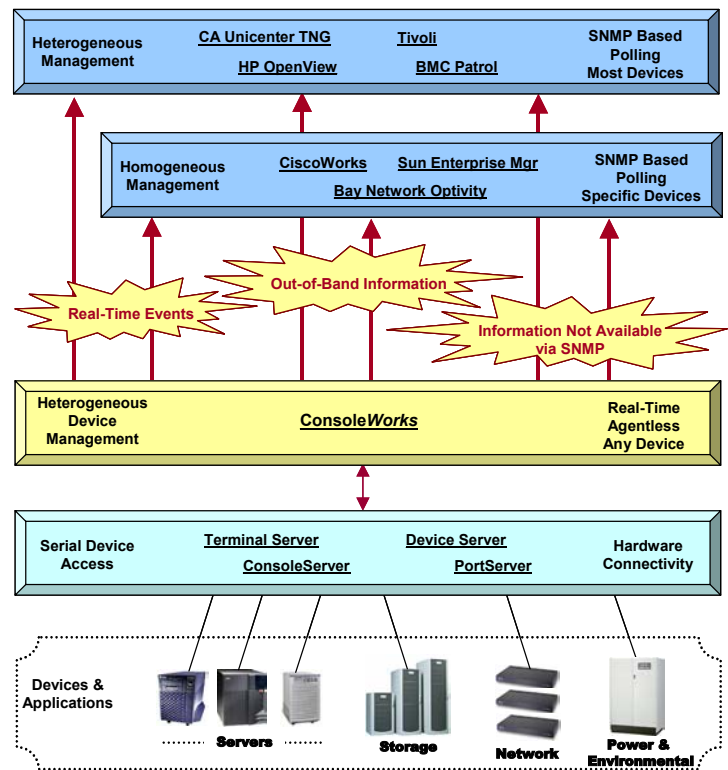 Heterogeneous
Management
CA Unicenter TNG
Tivoli
HP OpenView
BMC Patrol
SNMP Based
Polling
Most Devices
Homogeneous
Management
CiscoWorks
Sun Enterprise Mgr
Bay Network Optivity
SNMP Based
Polling
Specific Devices
Real-Time Events
Out-of-Band Information
Information Not Available
via SNMP
Heterogeneous
Device
Management
ConsoleWorks
Real-Time
Agentless
Any Device
Serial Device
Access
Terminal Server
Device Server
ConsoleServer
PortServer
Hardware
Connectivity
Devices &
Applications
Servers
Storage
Network
Power &
Environmental